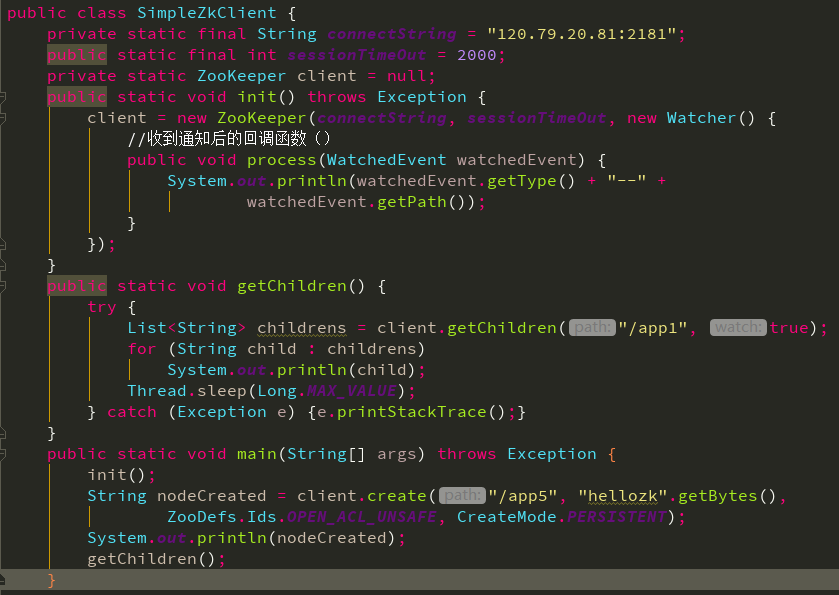 public class SimpleZkClient {
private static final String connectString = "120.79.20.81:2181";
public static final int sessionTimeOut = 2000;
private static ZooKeeper client = null;
public static void init() throws Exception {
client = new ZooKeeper(connectString, sessionTimeOut, new Watcher() {
//收到通知后的回调函数（）
public void process(WatchedEvent watchedEvent) {
System.out.println(watchedEvent.getType() + "--" +
watchedEvent.getPath());
}
});
}
public static void getChildren() {
try {
List<String> childrens = client.getChildren( path: "/app1", watch: true);
for (String child : childrens)
System.out.println(child);
Thread.sleep(Long.MAX_VALUE);
} catch (Exception e) {e.printStackTrace();}
}
public static void main(String[] args) throws Exception {
init();
String nodeCreated = client.create( path: "/app5", "hellozk".getBytes(),
ZooDefs.Ids.OPEN_ACL_UNSAFE, CreateMode.PERSISTENT);
System.out.println(nodeCreated);
getChildren();
}